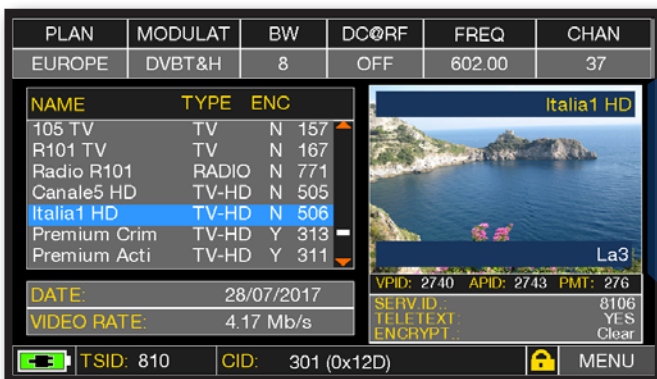 PLAN MODULAT BW DC@RF FREQ CHAN
EUROPE DVBT&H 8 OFF 602.00 37
NAME TYPE ENC
105 TV TV N 157
R101 TV TV N 167
Radio R101 RADIO N 771
Canale5 HD TV-HD N 505
Italia1 HD TV-HD N 506
Premium Crim TV-HD Y 313
Premium Acti TV-HD Y 311
DATE: 28/07/2017
VIDEO RATE: 4.17 Mb/s
Italia1 HD
La3
VPID: 2740 APID: 2743 PMT: 276
SERV.ID.: 8106
TELETEXT: YES
ENCRYPT.: Clear
TSID: 810 CID: 301 (0x12D) MENU